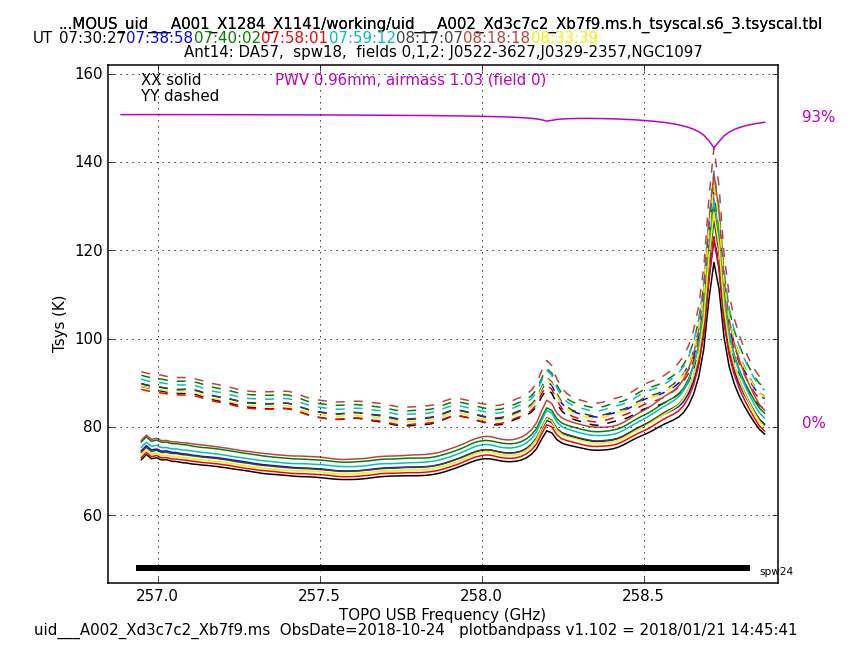 ...MOUS_uid___A001_X1284_X1141/working/uid___A002_Xd3c7c2_Xb7f9.ms.h_tsyscal.s6_3.tsyscal.tbl
UT 07:30:27 07:38:58 07:40:02 07:58:01 07:59:12 08:17:07 08:18:18 08:33:39
Ant14: DA57, spw18, fields 0,1,2: J0522-3627,J0329-2357,NGC1097
XX solid
YY dashed
PWV 0.96mm, airmass 1.03 (field 0)
160
140
120
100
80
60
Tsys (K)
93%
0%
spw24
257.0 257.5 258.0 258.5
TOPO USB Frequency (GHz)
uid___A002_Xd3c7c2_Xb7f9.ms ObsDate=2018-10-24 plotbandpass v1.102 = 2018/01/21 14:45:41